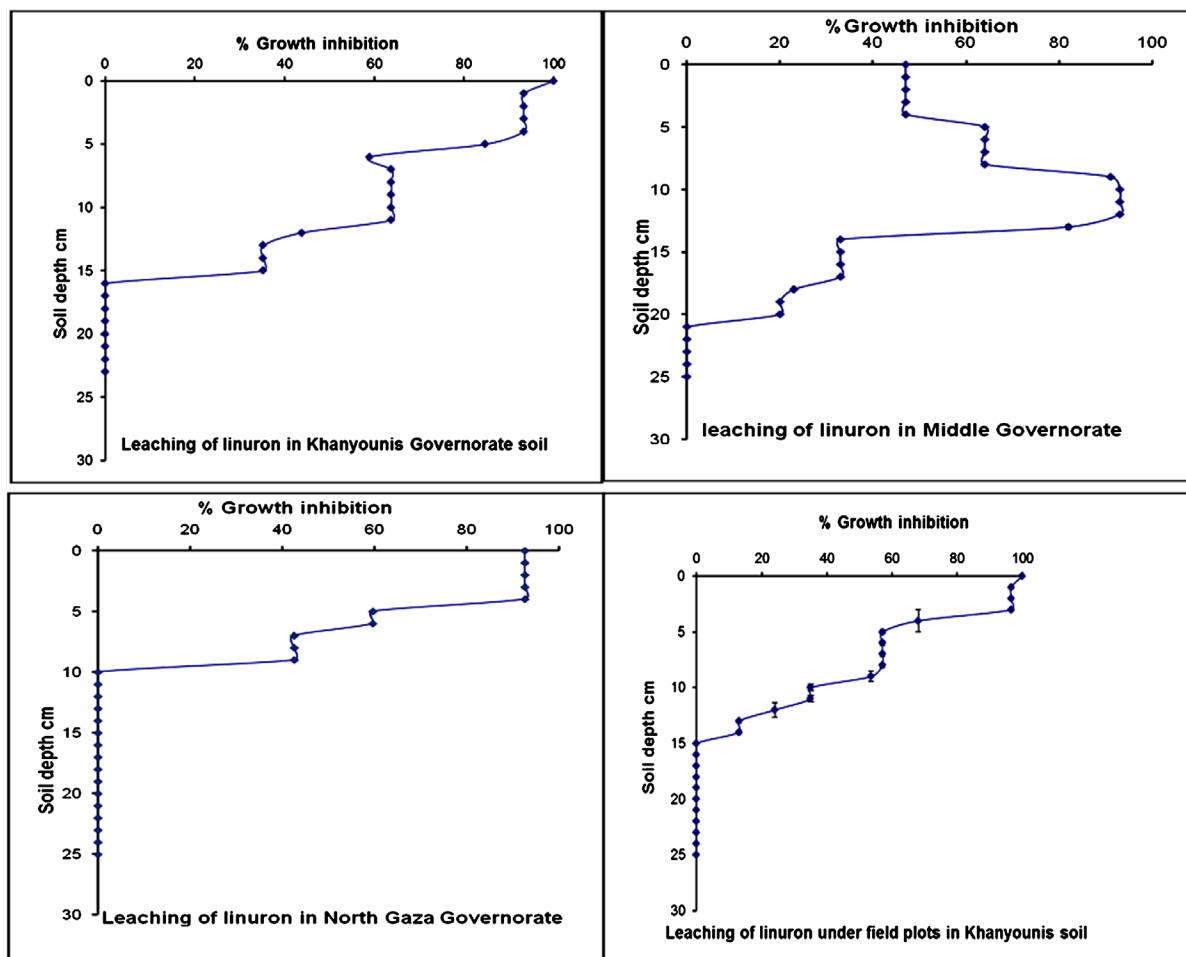 % Growth inhibition
0 20 40 60 80 100
0
5
10
15
20
25
30
Soil depth cm
Leaching of linuron in Khanyounis Governorate soil
% Growth inhibition
0 20 40 60 80 100
0
5
10
15
20
25
30
Soil depth cm
leaching of linuron in Middle Governorate
% Growth inhibition
0 20 40 60 80 100
0
5
10
15
20
25
30
Soil depth cm
Leaching of linuron in North Gaza Governorate
% Growth inhibition
0 20 40 60 80 100
0
5
10
15
20
25
30
Soil depth cm
Leaching of linuron under field plots in Khanyounis soil